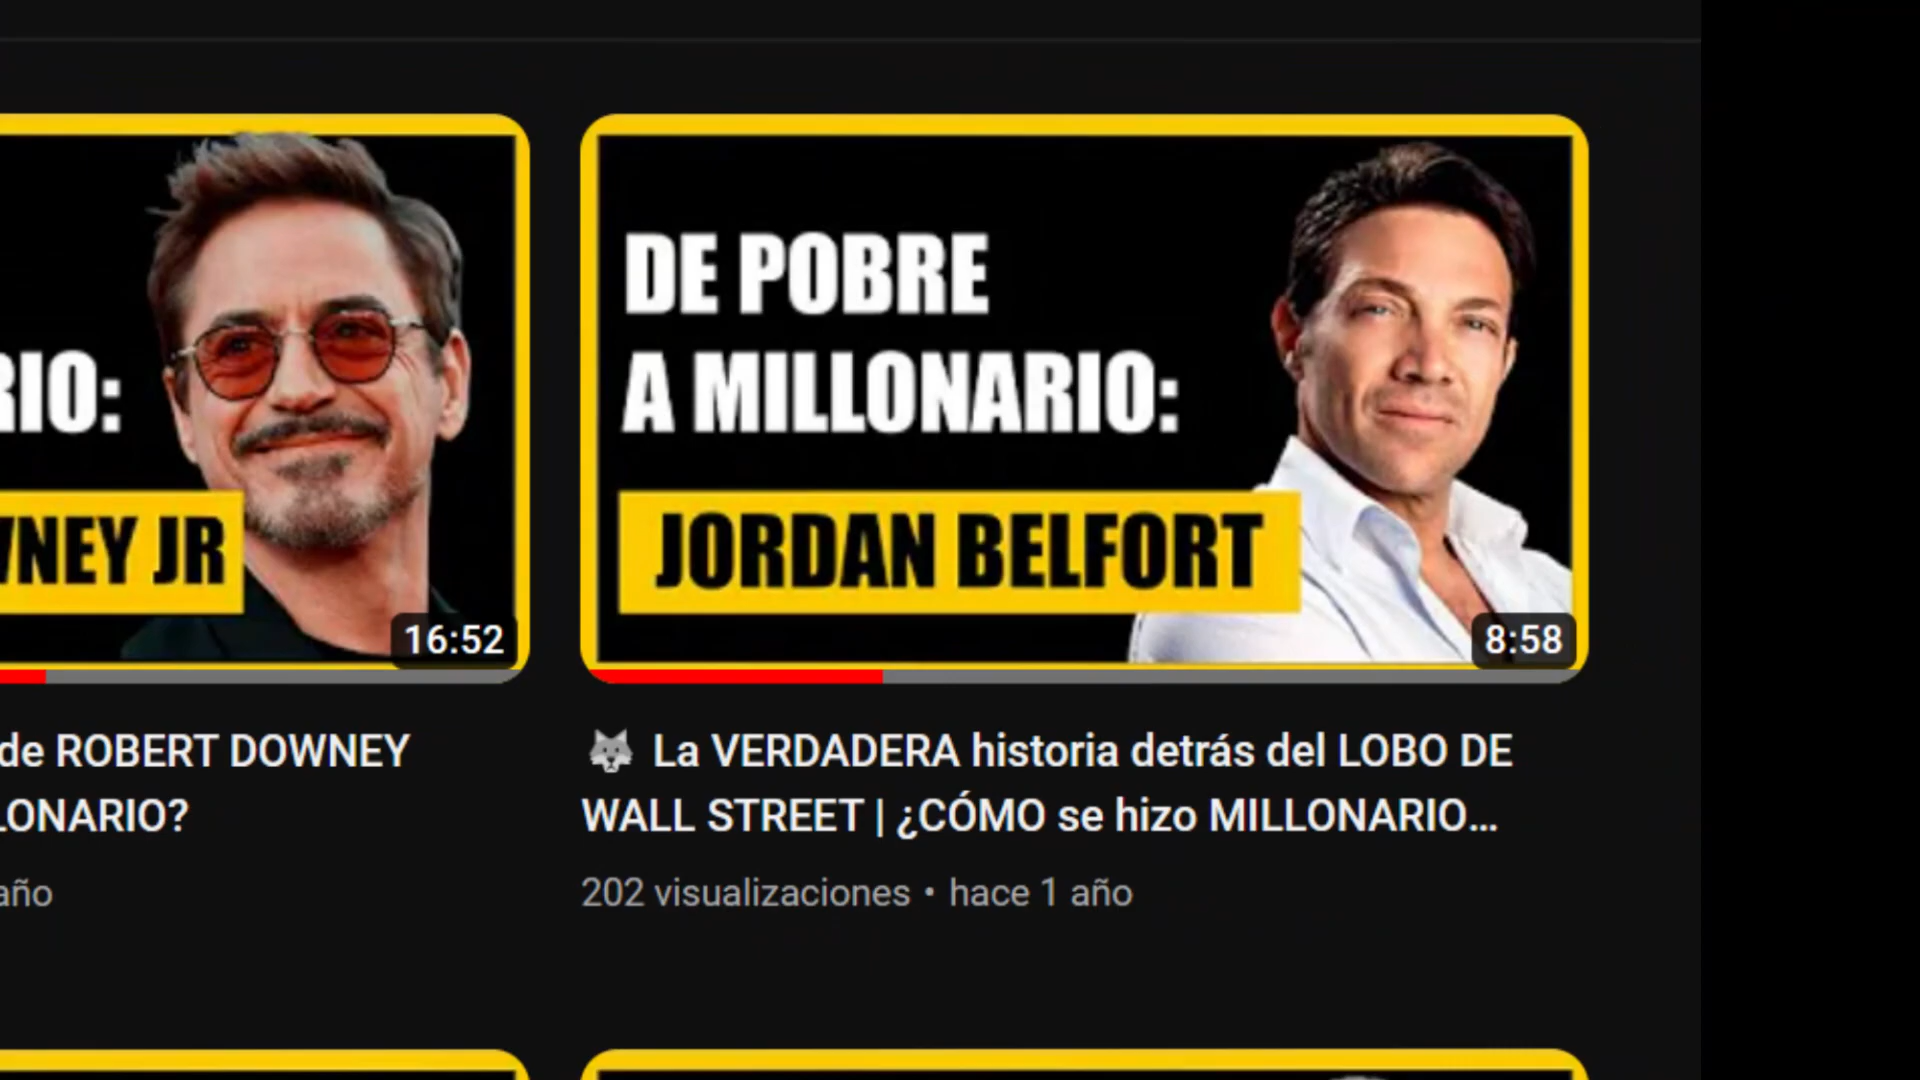 RIO:
WNEY JR
16:52
de ROBERT DOWNEY
LONARIO?
año
DE POBRE
A MILLONARIO:
JORDAN BELFORT
8:58
🐺 La VERDADERA historia detrás del LOBO DE
WALL STREET | ¿CÓMO se hizo MILLONARIO...
202 visualizaciones • hace 1 año